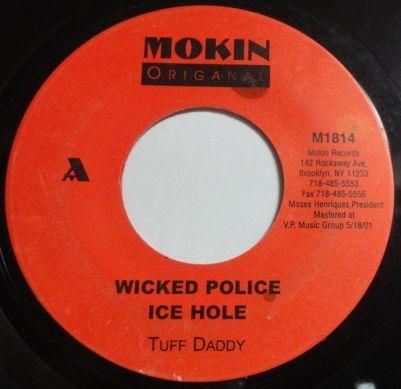 MOKIN
ORIGANAL
A
M1814
Mokin Records
142 Rockaway Ave,
Brooklyn, NY 11233
718-485-5553
Fax 718-485-5556
Moses Henriques,President
Mastered at
V.P. Music Group 5/18/01
WICKED POLICE
ICE HOLE
TUFF DADDY